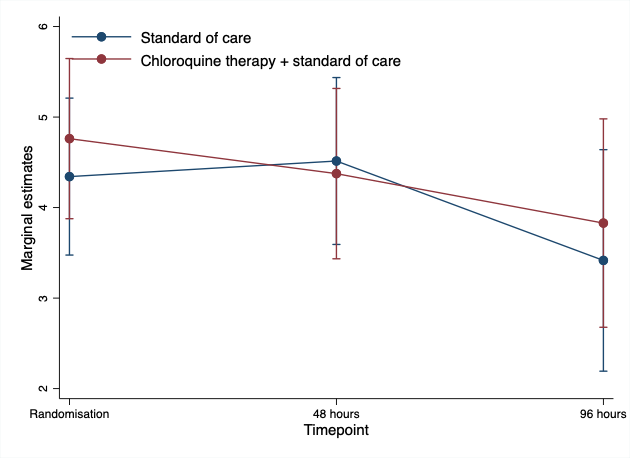 Standard of care
Chloroquine therapy + standard of care
Marginal estimates
6
5
4
3
2
Randomisation
48 hours
96 hours
Timepoint